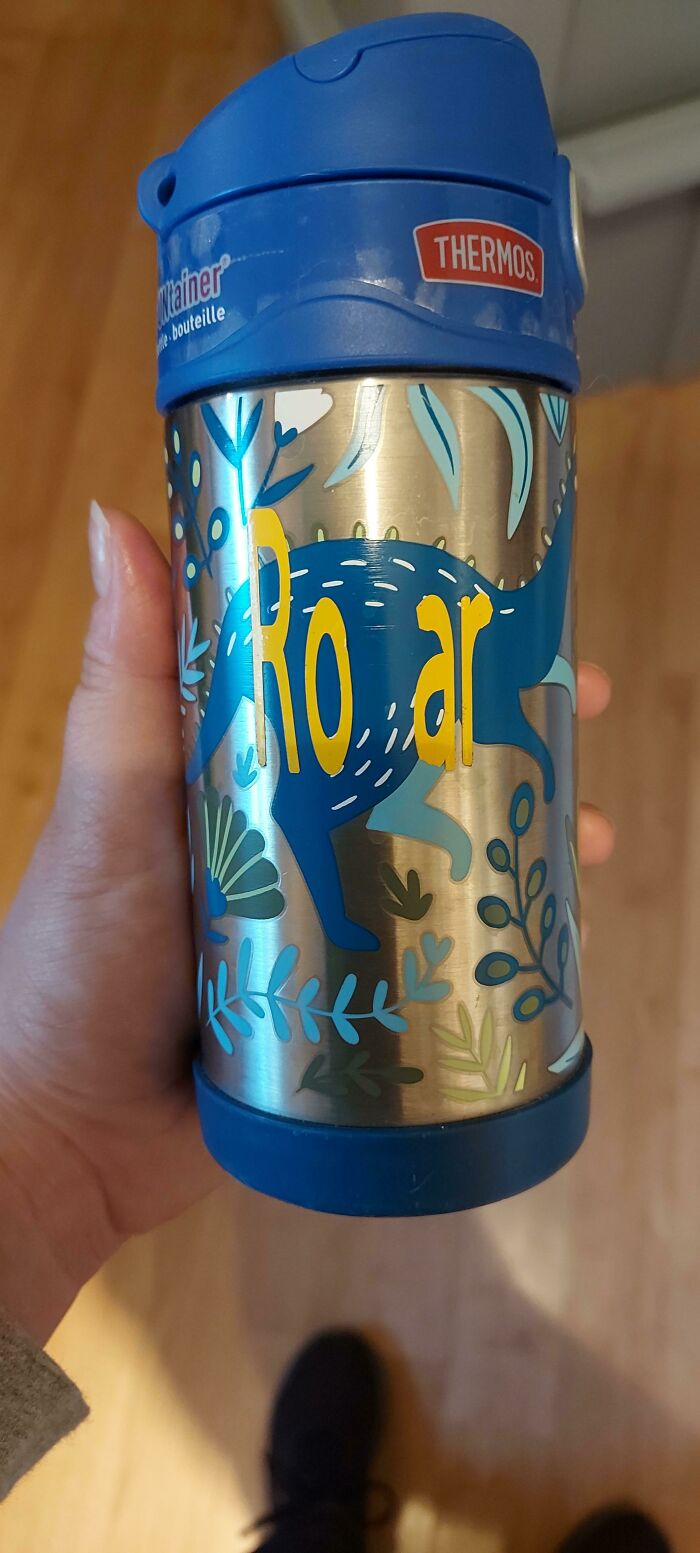 THERMOS.
Ntainer®
bouteille
Ro ar